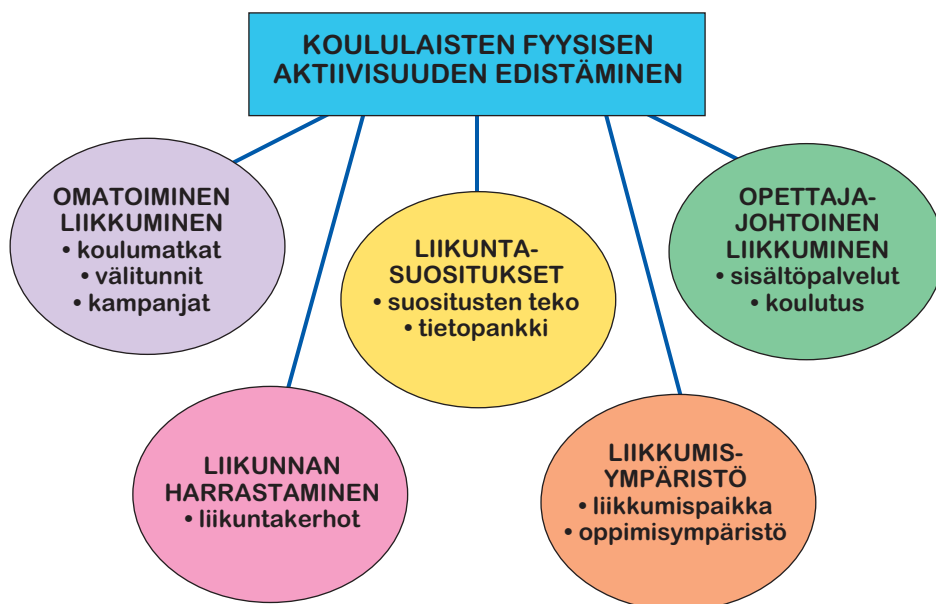 KOULULAISTEN FYYSISEN
AKTIIVISUUDEN EDISTÄMINEN
OMATOIMINEN
LIIKKUMINEN
• koulumatkat
• välitunnit
• kampanjat
LIIKUNTA-
SUOSITUKSET
• suositusten teko
• tietopankki
OPETTAJA-
JOHTOINEN
LIIKKUMINEN
• sisältöpalvelut
• koulutus
LIIKUNNAN
HARRASTAMINEN
• liikuntakerhot
LIIKKUMIS-
YMPÄRISTÖ
• liikkumispaikka
• oppimisympäristö